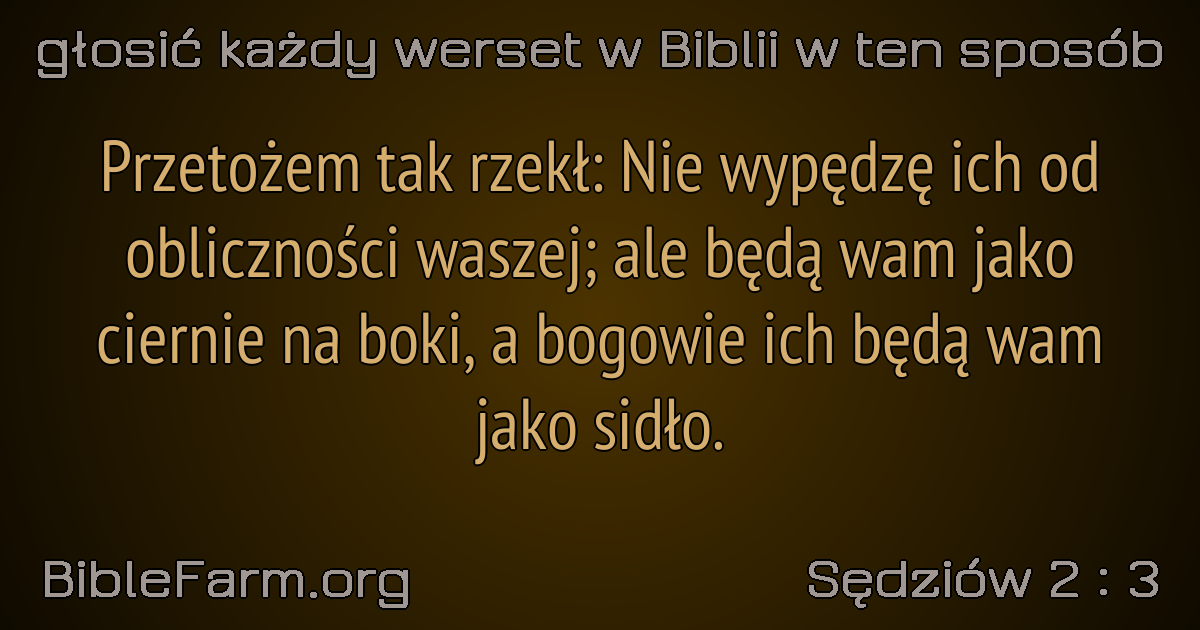 głosić każdy werset w Biblii w ten sposób
Przetożem tak rzekł: Nie wypędzę ich od
obliczności waszej; ale będą wam jako
ciernie na boki, a bogowie ich będą wam
jako sidło.
BibleFarm.org
Sędziów 2 : 3